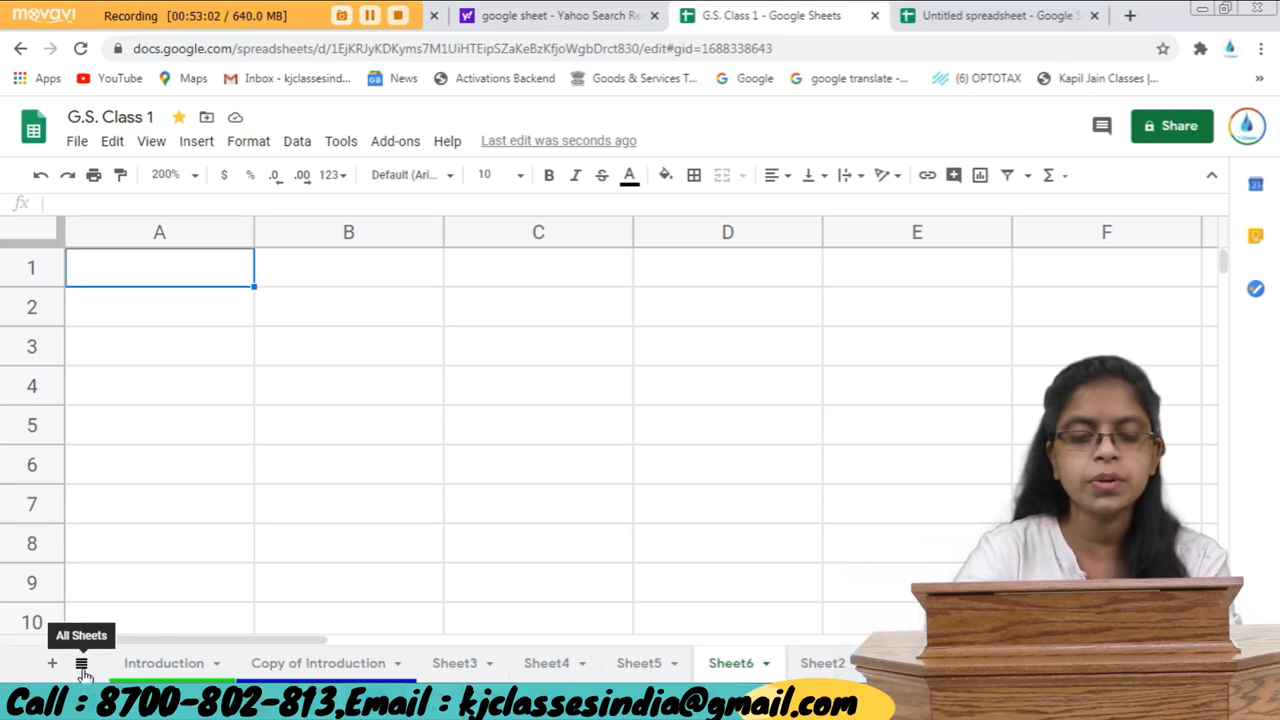 movavi
Recording [00:53:02 / 640.0 MB]
google sheet - Yahoo Search Re
G.S. Class 1 - Google Sheets
Untitled spreadsheet - Google S
docs.google.com/spreadsheets/d/1EjKRJyKDKyms7M1UiHTEipSZaKeBzKfjoWgbDrct830/edit#gid=1688338643
Apps
YouTube
Maps
Inbox - kjclassesind...
News
Activations Backend
Goods & Services T...
Google
google translate -...
(6) OPTOTAX
Kapil Jain Classes |...
»
G.S. Class 1
File Edit View Insert Format Data Tools Add-ons Help Last edit was seconds ago
Share
200% $ % .0 .00 123 Default (Ari... 10 B I S A Σ
fx
31
A B C D E F
1
2
3
4
5
6
7
8
9
10
All Sheets
+ Introduction Copy of Introduction Sheet3 Sheet4 Sheet5 Sheet6 Sheet2
Call : 8700-802-813,Email : kjclassesindia@gmail.com